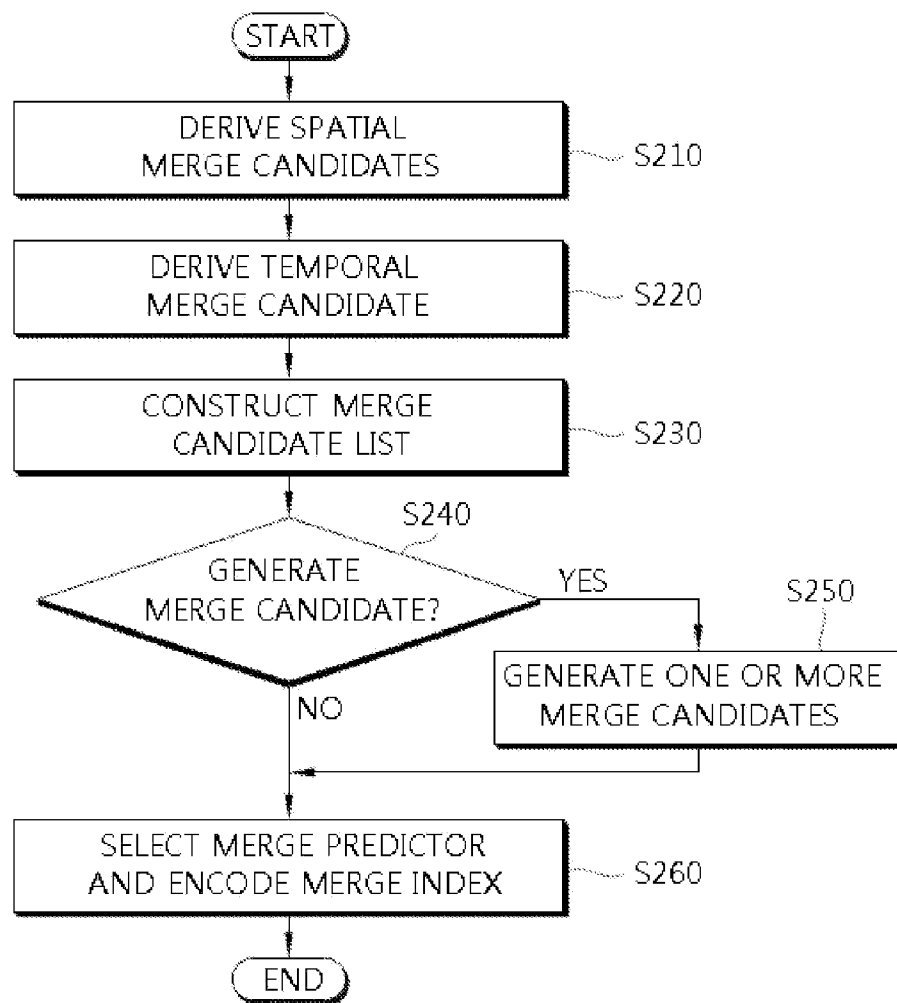 START
DERIVE SPATIAL
MERGE CANDIDATES
S210
DERIVE TEMPORAL
MERGE CANDIDATE
S220
CONSTRUCT MERGE
CANDIDATE LIST
S230
S240
GENERATE
MERGE CANDIDATE?
YES
S250
GENERATE ONE OR MORE
MERGE CANDIDATES
NO
SELECT MERGE PREDICTOR
AND ENCODE MERGE INDEX
S260
END